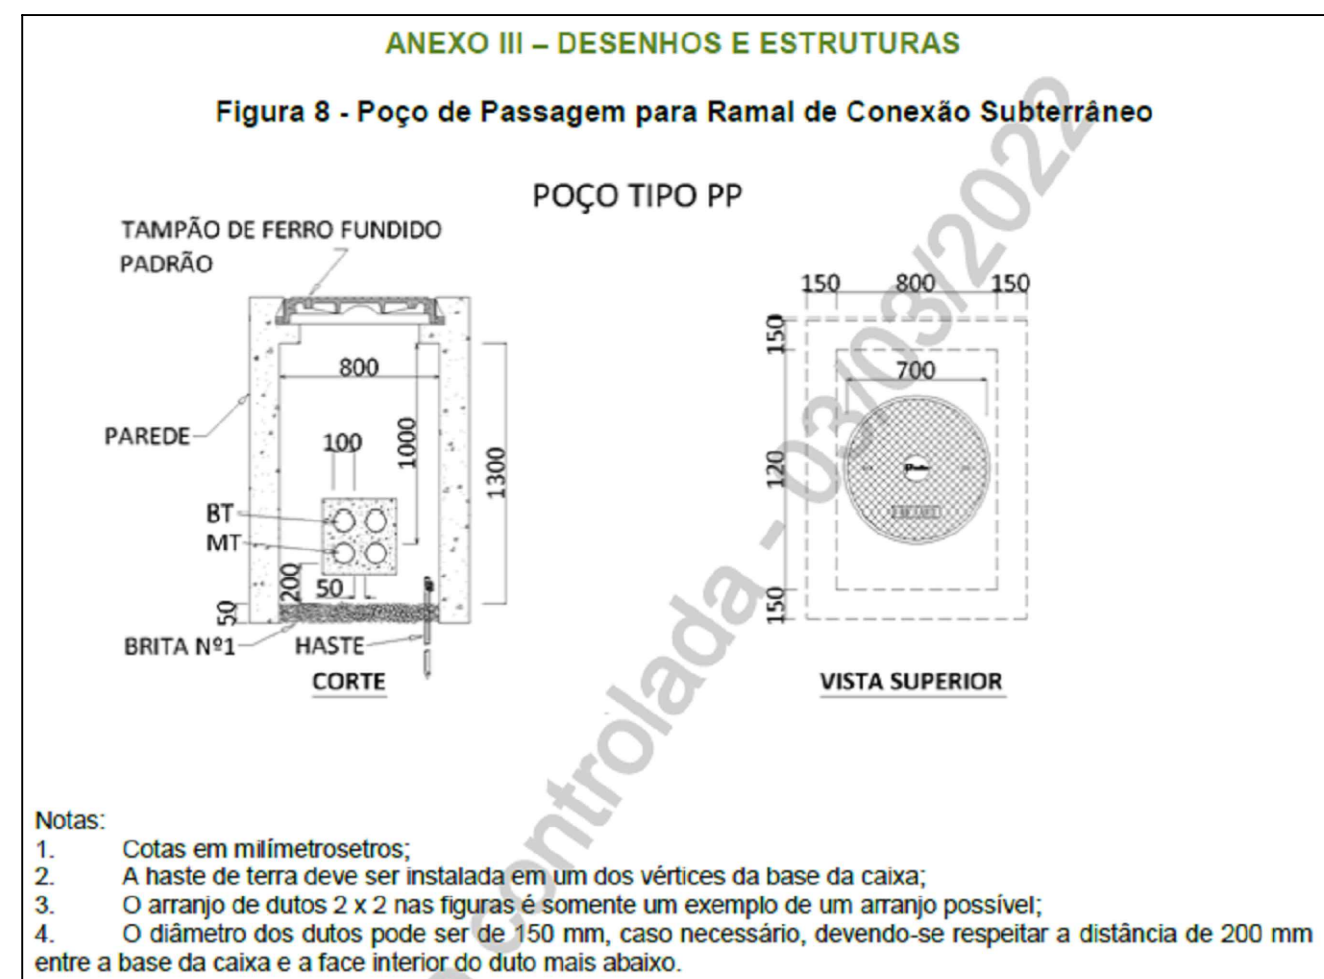 ANEXO III – DESENHOS E ESTRUTURAS
Figura 8 - Poço de Passagem para Ramal de Conexão Subterrâneo
POÇO TIPO PP
TAMPÃO DE FERRO FUNDIDO
PADRÃO
800
PAREDE
100
1000
1300
BT
MT
200
50
50
BRITA Nº1
HASTE
CORTE
150
800
150
150
700
120
150
VISTA SUPERIOR
controlada - 03/03/2022
Notas:
1. Cotas em milímetrosetros;
2. A haste de terra deve ser instalada em um dos vértices da base da caixa;
3. O arranjo de dutos 2 x 2 nas figuras é somente um exemplo de um arranjo possível;
4. O diâmetro dos dutos pode ser de 150 mm, caso necessário, devendo-se respeitar a distância de 200 mm
entre a base da caixa e a face interior do duto mais abaixo.